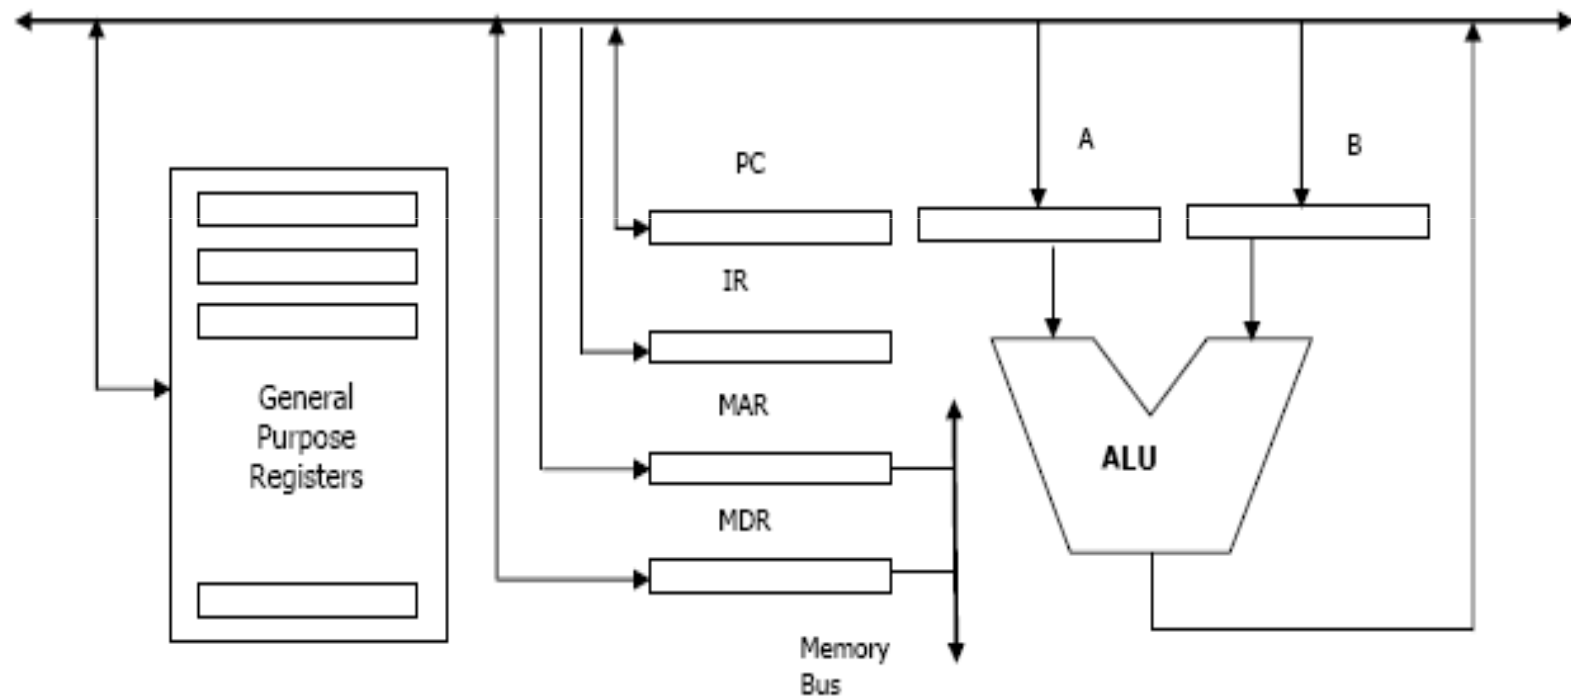 A
B
PC
IR
General
Purpose
Registers
MAR
ALU
MDR
Memory
Bus